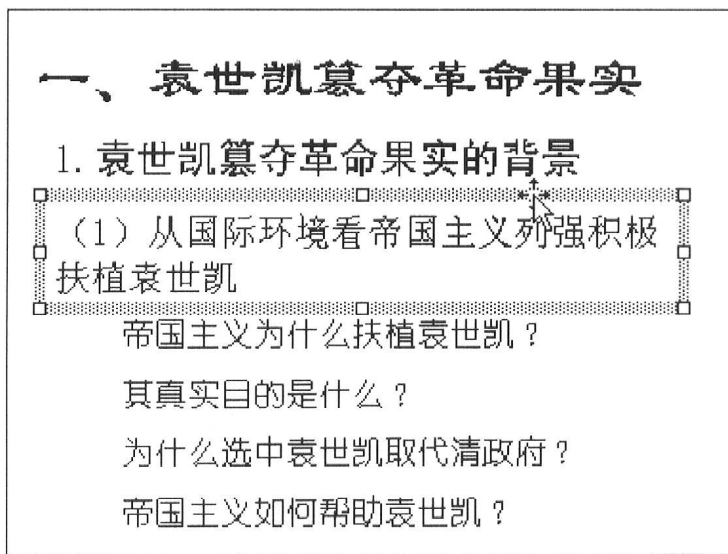 一、袁世凯篡夺革命果实
1. 袁世凯篡夺革命果实的背景
（1）从国际环境看帝国主义列强积极
扶植袁世凯
帝国主义为什么扶植袁世凯？
其真实目的是什么？
为什么选中袁世凯取代清政府？
帝国主义如何帮助袁世凯？